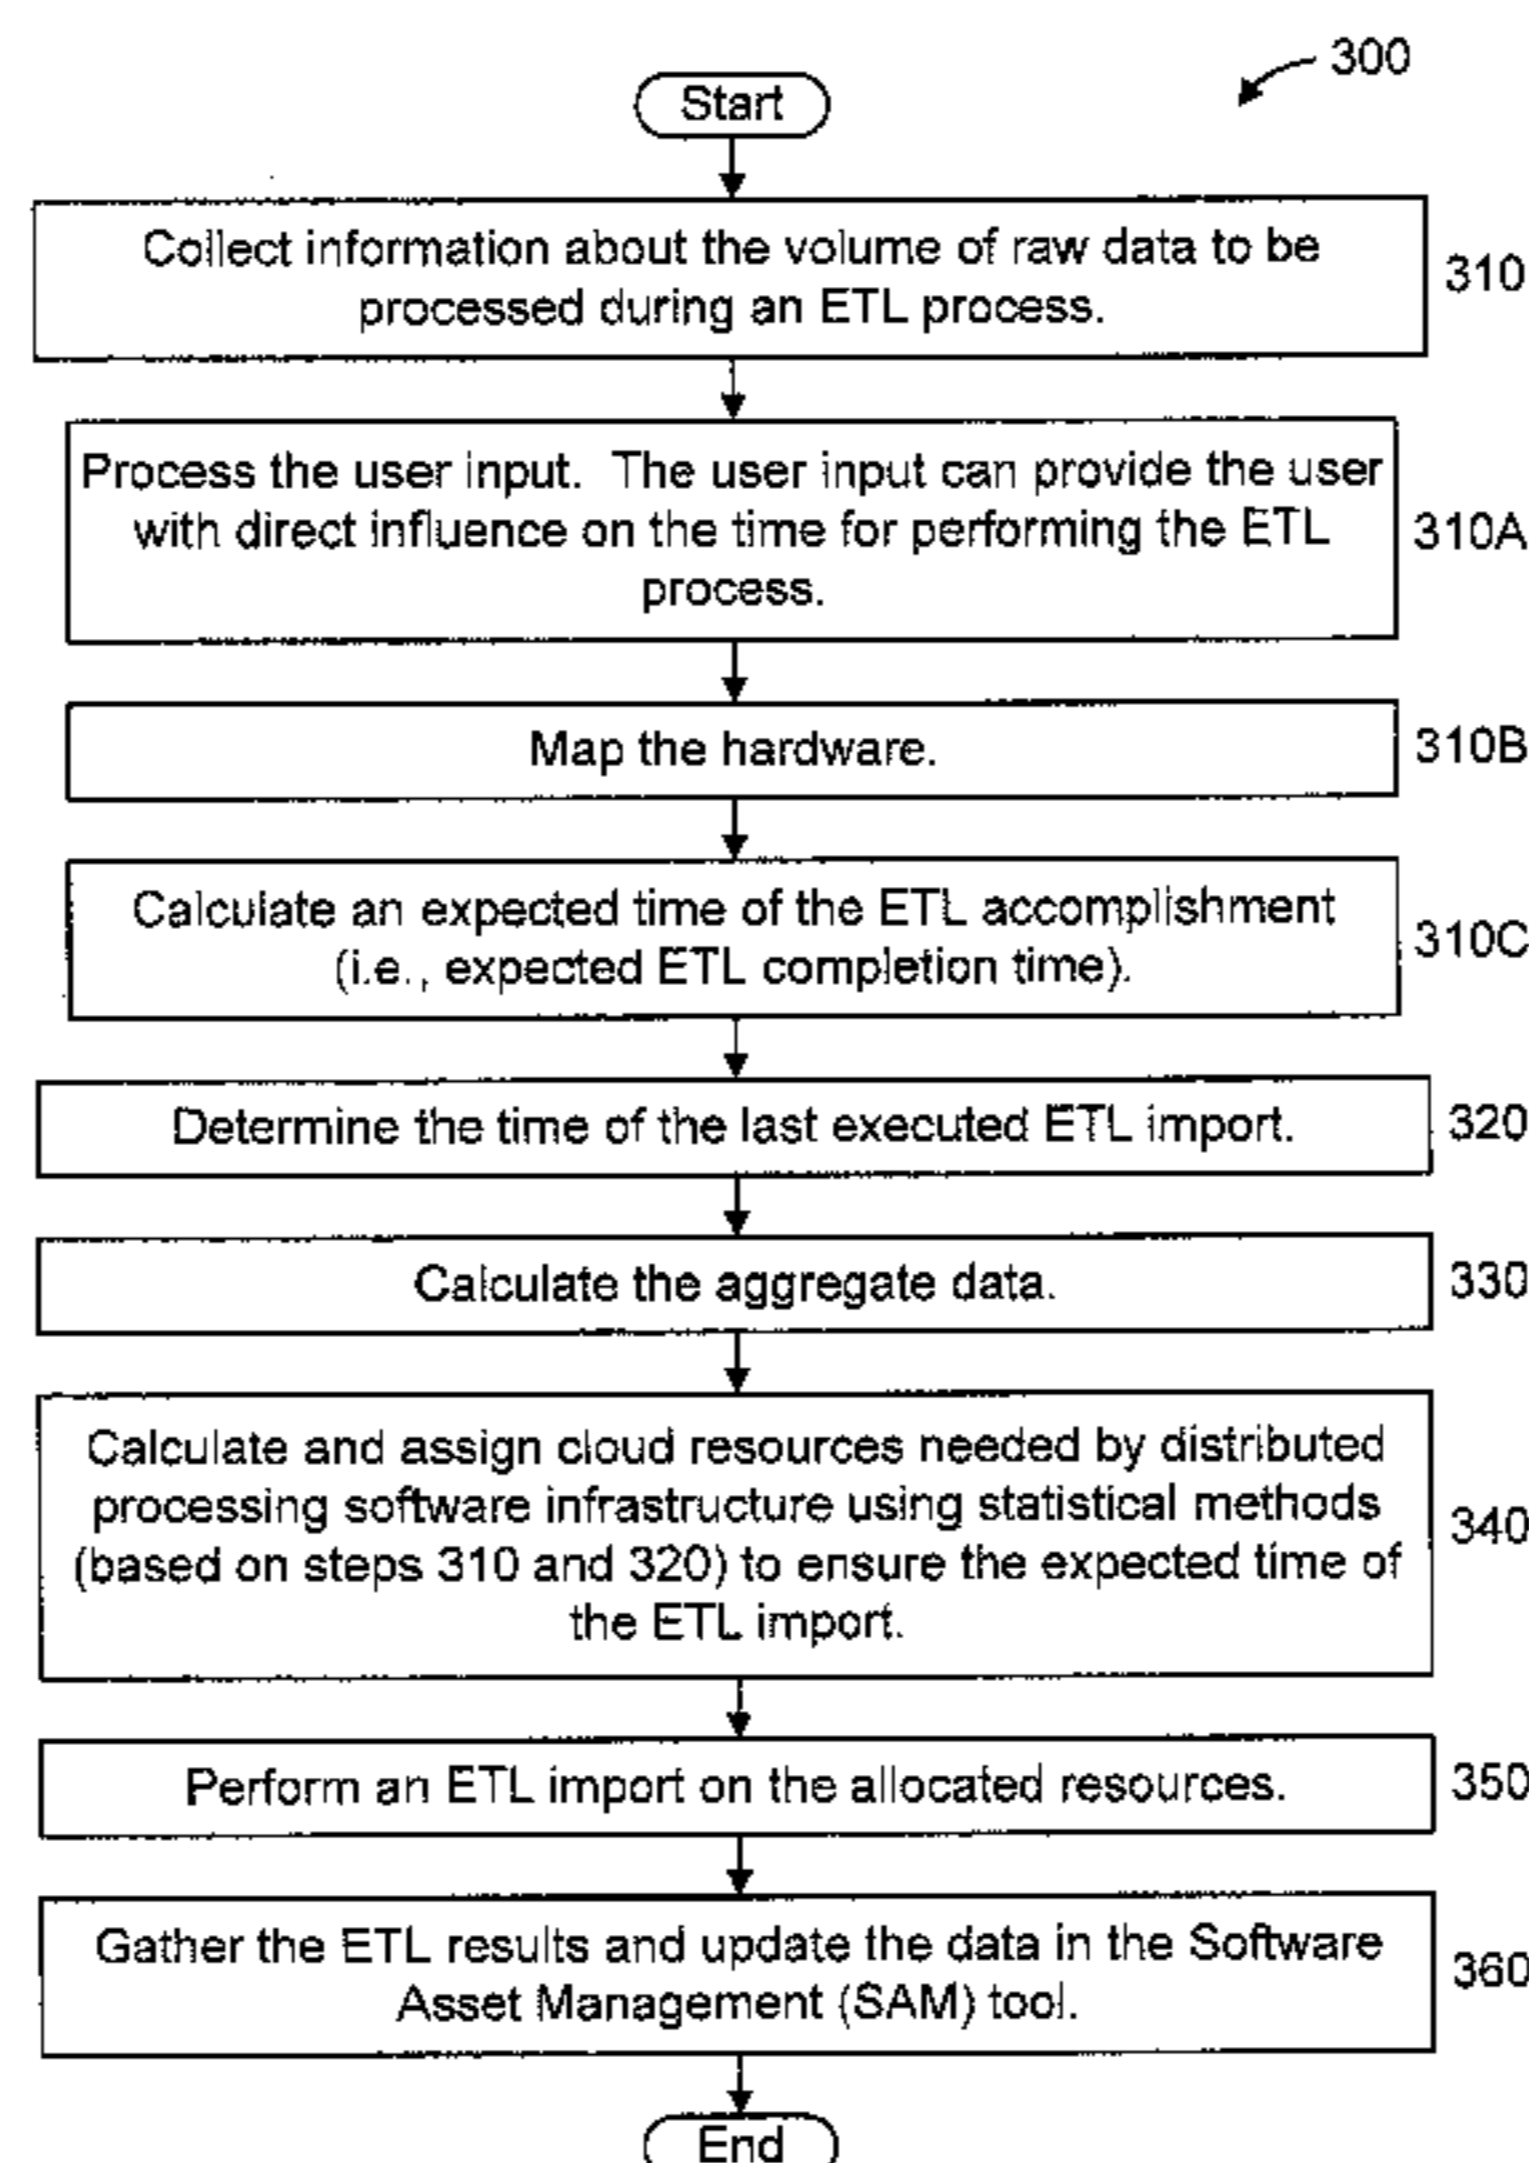 300
Start
Collect information about the volume of raw data to be
processed during an ETL process.
310
Process the user input. The user input can provide the user
with direct influence on the time for performing the ETL
process.
310A
Map the hardware.
310B
Calculate an expected time of the ETL accomplishment
(i.e., expected ETL completion time).
310C
Determine the time of the last executed ETL import.
320
Calculate the aggregate data.
330
Calculate and assign cloud resources needed by distributed
processing software infrastructure using statistical methods
(based on steps 310 and 320) to ensure the expected time of
the ETL import.
340
Perform an ETL import on the allocated resources.
350
Gather the ETL results and update the data in the Software
Asset Management (SAM) tool.
360
End